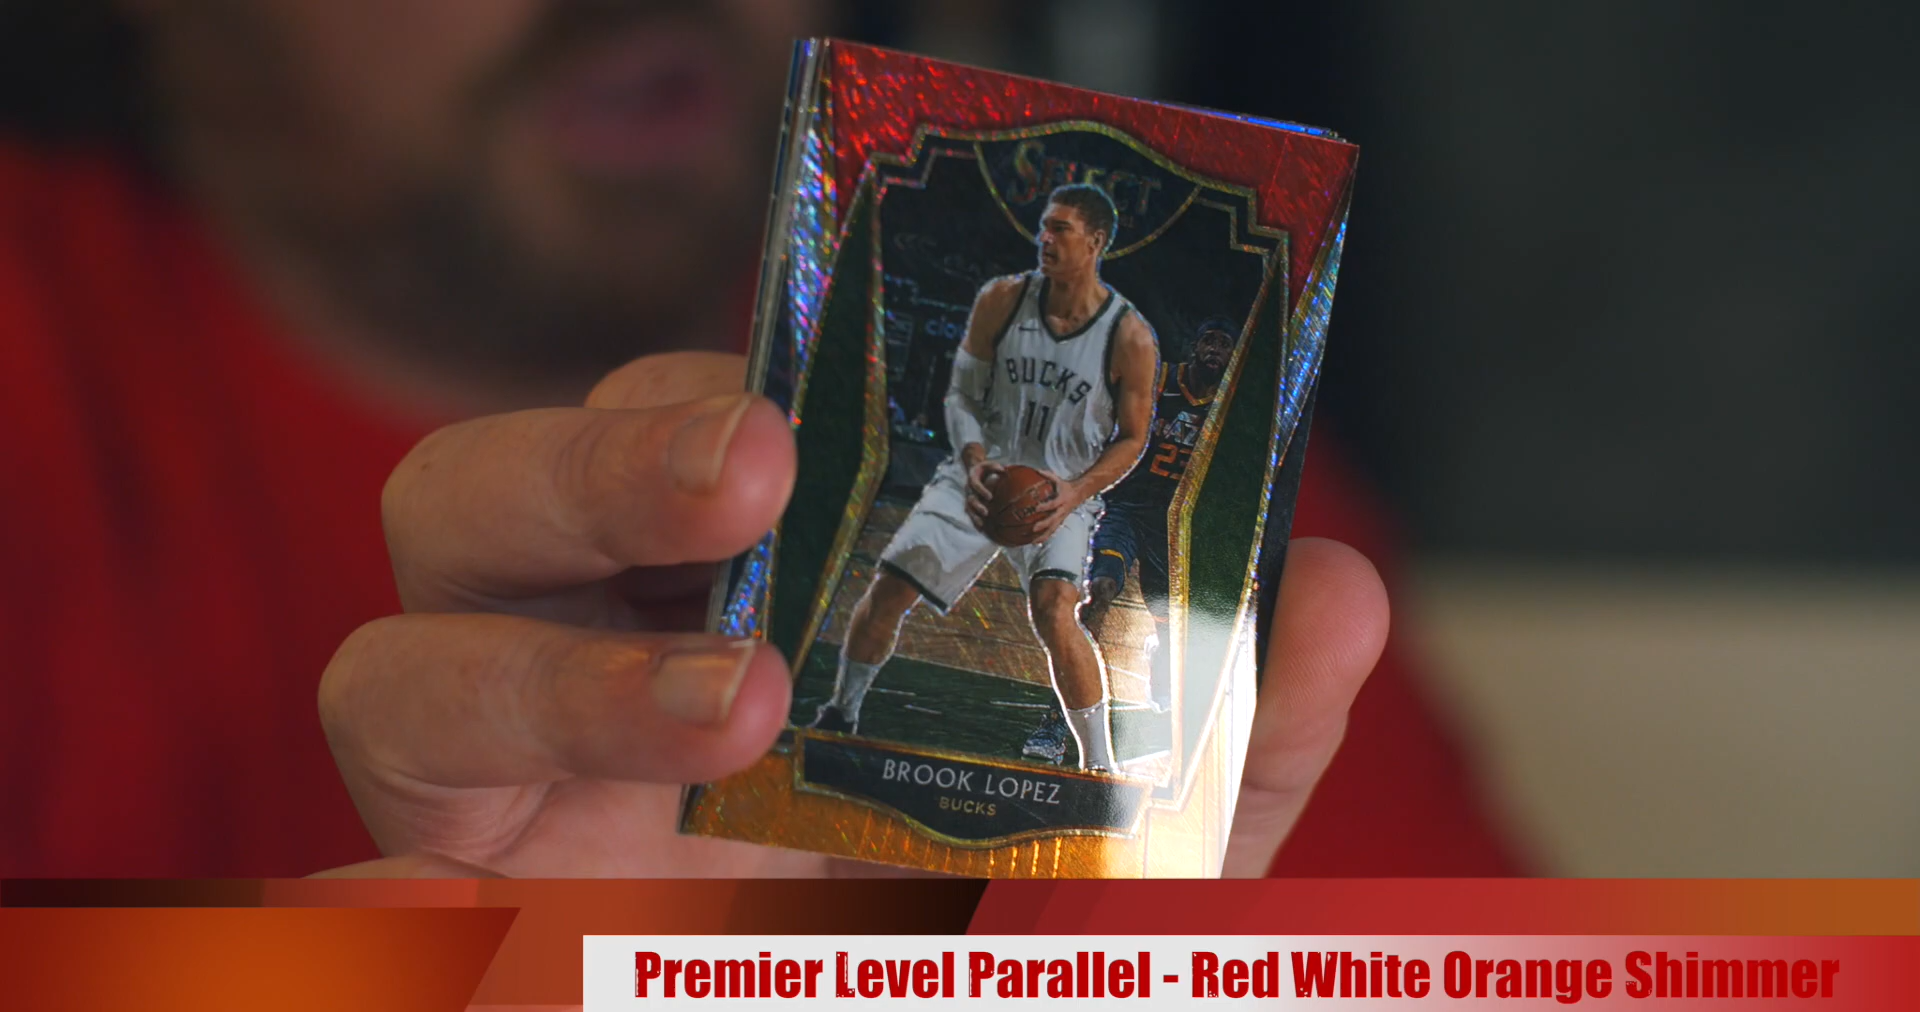 SELECT
BUCKS
11
BROOK LOPEZ
BUCKS
Premier Level Parallel - Red White Orange Shimmer